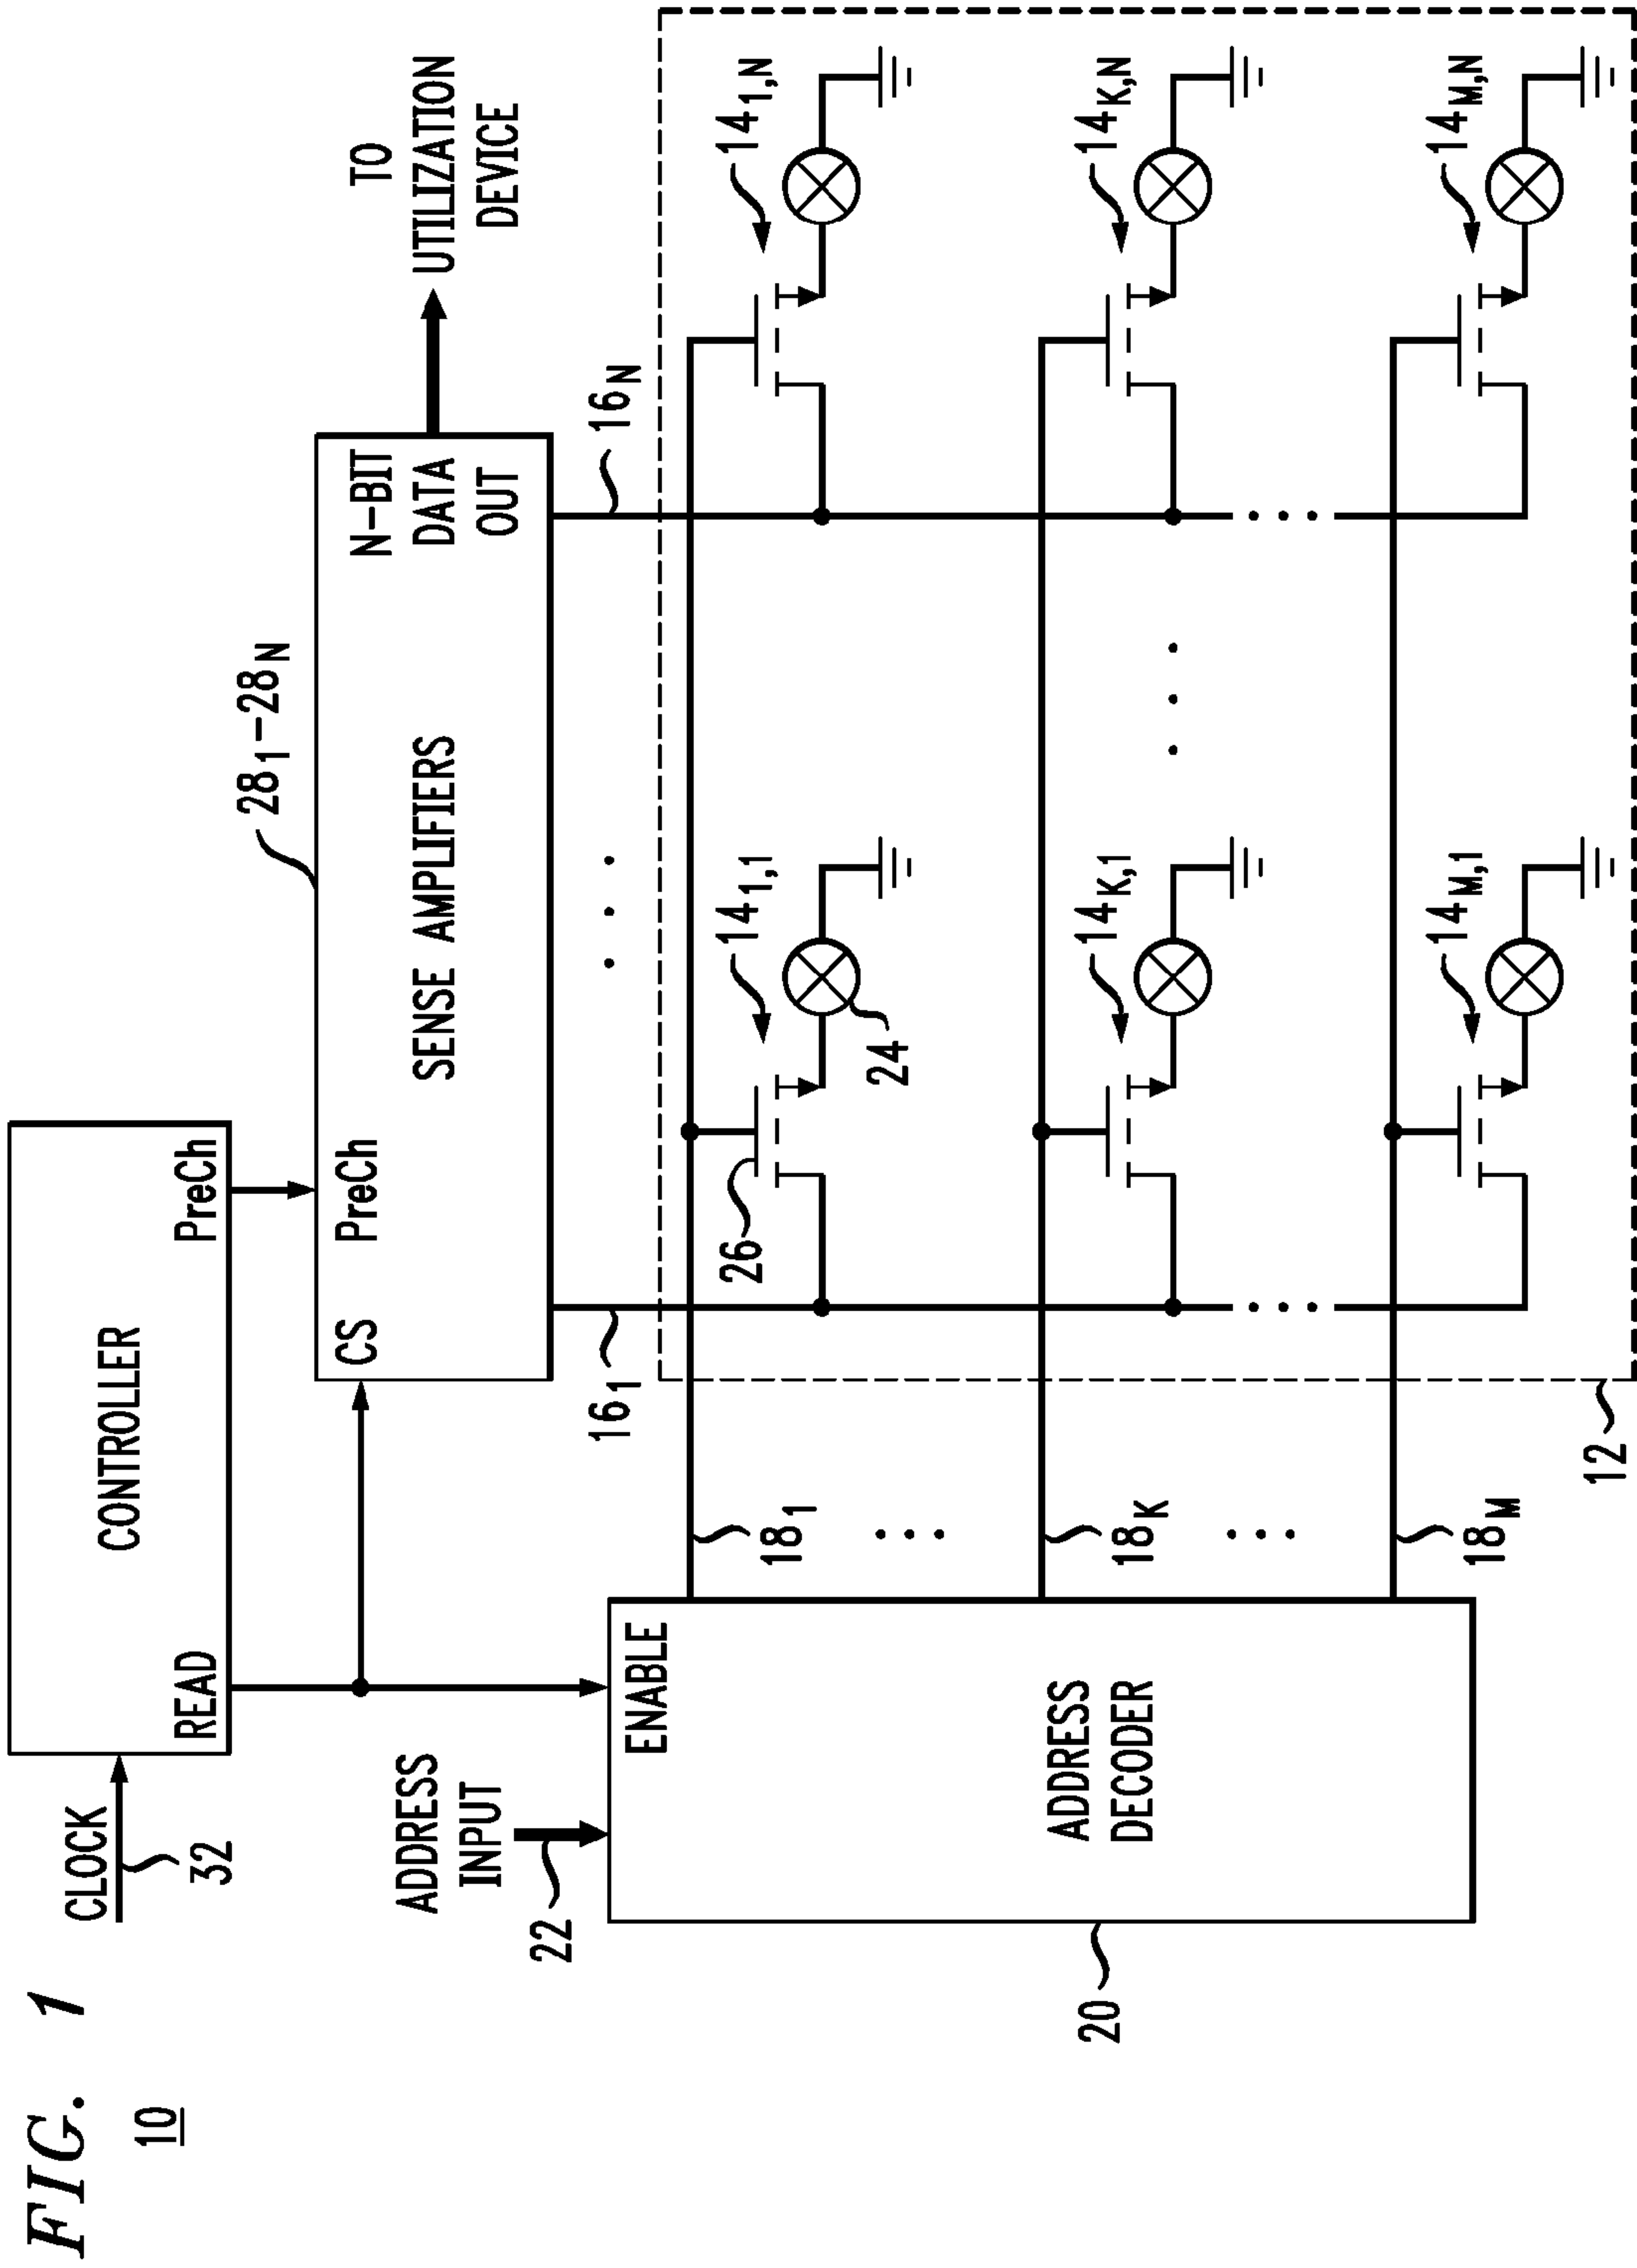 FIG. 1
10
CLOCK
32
CONTROLLER
READ
PreCh
28₁–28ₙ
CS
PreCh
SENSE AMPLIFIERS
N-BIT
DATA
OUT
TO
UTILIZATION
DEVICE
ADDRESS
INPUT
22
16₁
16ₙ
ENABLE
ADDRESS
DECODER
20
18₁
18K
18M
26
24
14₁,₁
14₁,N
14K,1
14K,N
14M,1
14M,N
12